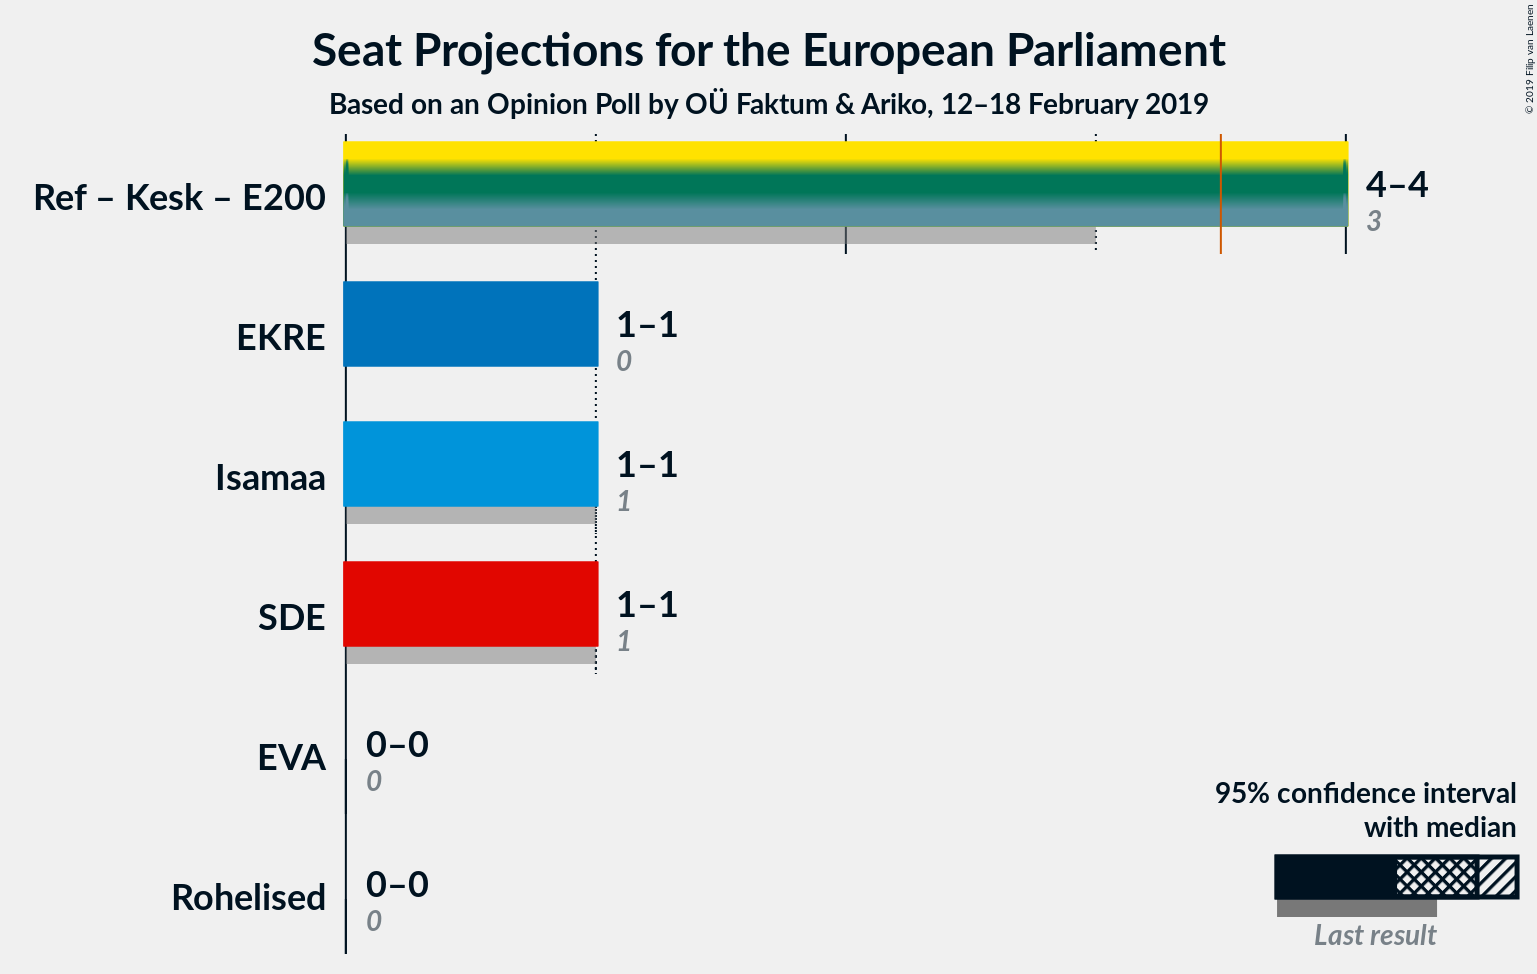 Seat Projections for the European Parliament
Based on an Opinion Poll by OÜ Faktum & Ariko, 12–18 February 2019
© 2019 Filip van Laenen
Ref – Kesk – E200
4–4
3
EKRE
1–1
0
Isamaa
1–1
1
SDE
1–1
1
EVA
0–0
0
Rohelised
0–0
0
95% confidence interval
with median
Last result